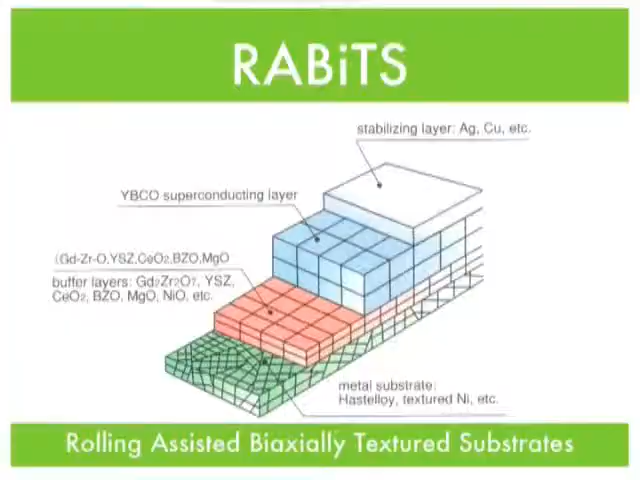 RABiTS
stabilizing layer: Ag, Cu, etc.
YBCO superconducting layer
(Gd-Zr-O,YSZ,CeO₂,BZO,MgO
buffer layers: Gd₂Zr₂O₇, YSZ,
CeO₂, BZO, MgO, NiO, etc.
metal substrate:
Hastelloy, textured Ni, etc.
Rolling Assisted Biaxially Textured Substrates